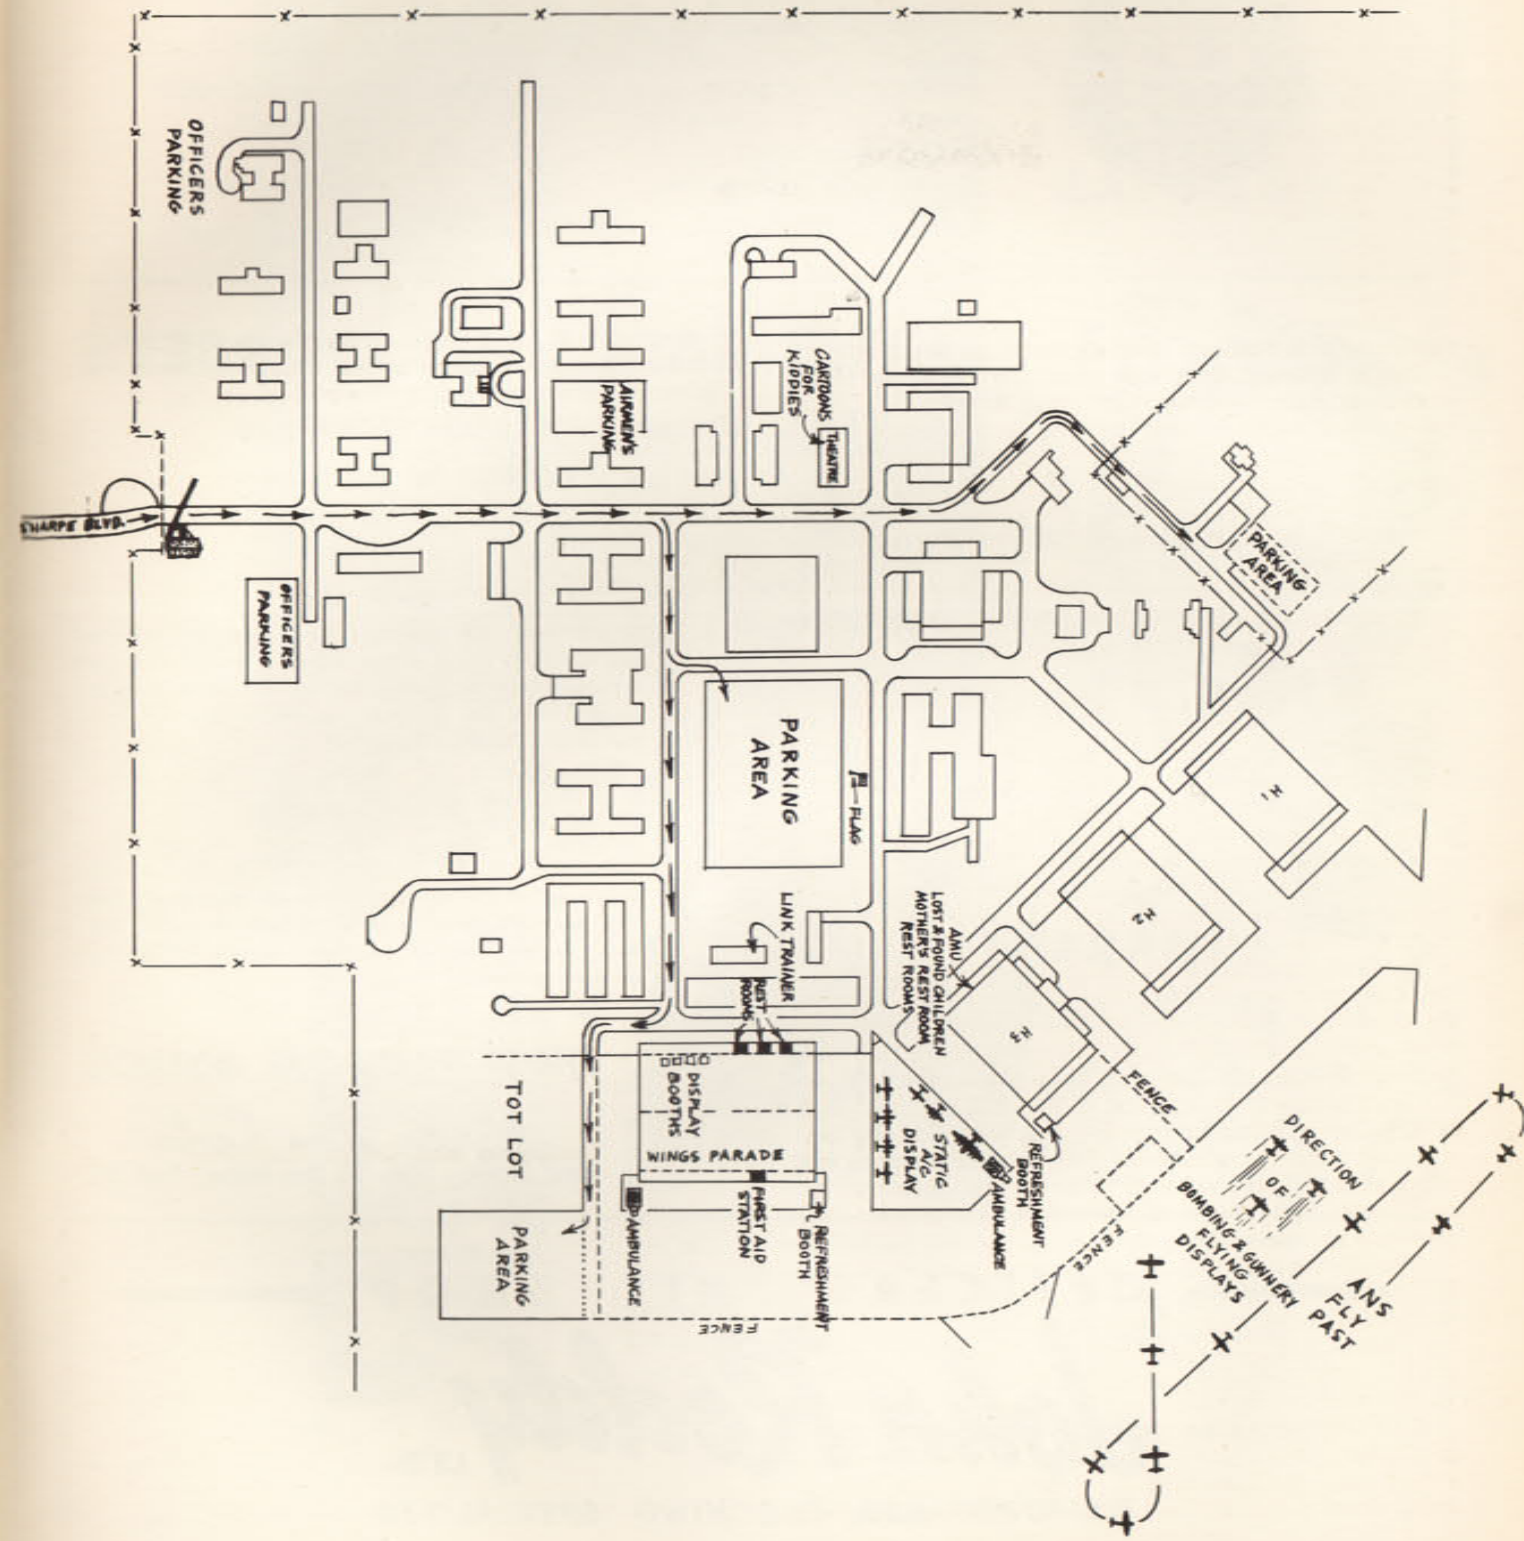 OFFICERS
PARKING
SHARPE BLVD.
OFFICERS
PARKING
AIRMEN'S
PARKING
CARTOONS
FOR
KIDDIES
THEATRE
PARKING
AREA
PARKING
AREA
FLAG
H1
H2
H3
LINK TRAINER
REST
ROOMS
AMU
LOST & FOUND CHILDREN
MOTHER'S REST ROOM
REST ROOMS
FENCE
TOT LOT
DISPLAY
BOOTHS
WINGS PARADE
STATIC
A/C
DISPLAY
REFRESHMENT
BOOTH
AMBULANCE
PARKING
AREA
AMBULANCE
FIRST AID
STATION
REFRESHMENT
BOOTH
FENCE
FENCE
DIRECTION
OF
BOMBING & GUNNERY
FLYING
DISPLAYS
ANS
FLY
PAST